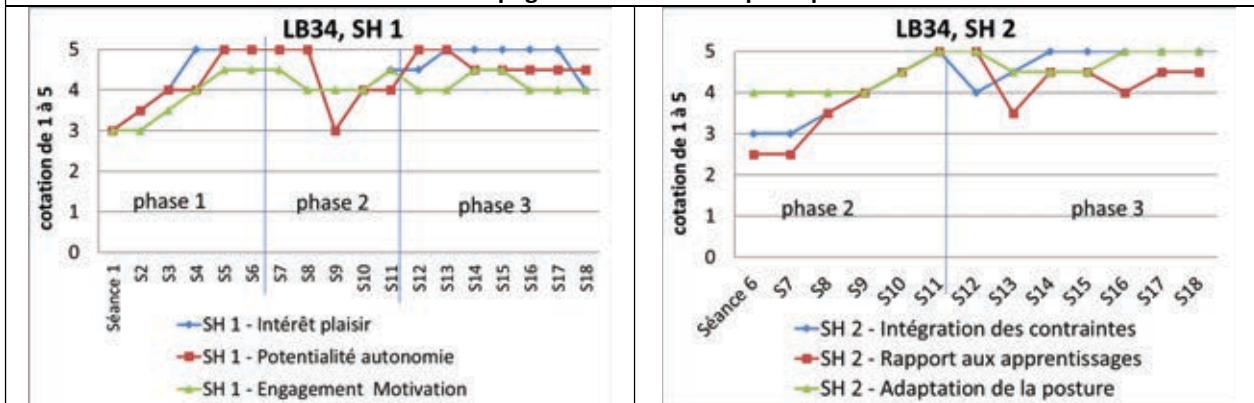 LB34, SH 1
cotation de 1 à 5
5
4
3
2
1
0
phase 1
phase 2
phase 3
Séance 1
S2
S3
S4
S5
S6
S7
S8
S9
S10
S11
S12
S13
S14
S15
S16
S17
S18
SH 1 - Intérêt plaisir
SH 1 - Potentialité autonomie
SH 1 - Engagement Motivation
LB34, SH 2
cotation de 1 à 5
5
4
3
2
1
0
phase 2
phase 3
Séance 6
S7
S8
S9
S10
S11
S12
S13
S14
S15
S16
S17
S18
SH 2 - Intégration des contraintes
SH 2 - Rapport aux apprentissages
SH 2 - Adaptation de la posture